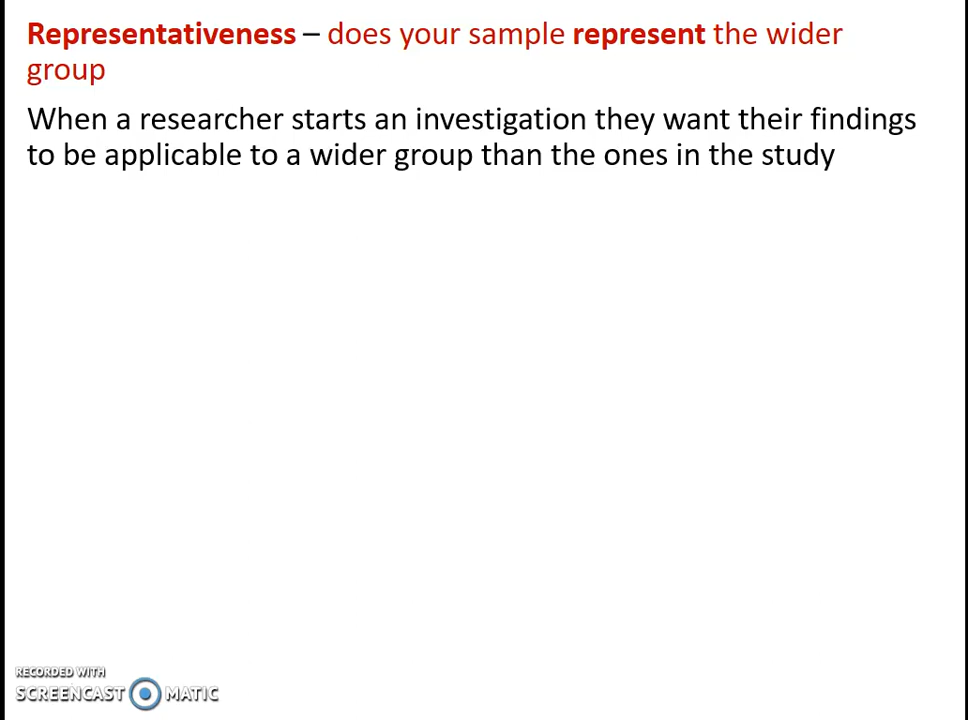 Representativeness – does your sample represent the wider
group
When a researcher starts an investigation they want their findings
to be applicable to a wider group than the ones in the study
RECORDED WITH
SCREENCAST MATIC